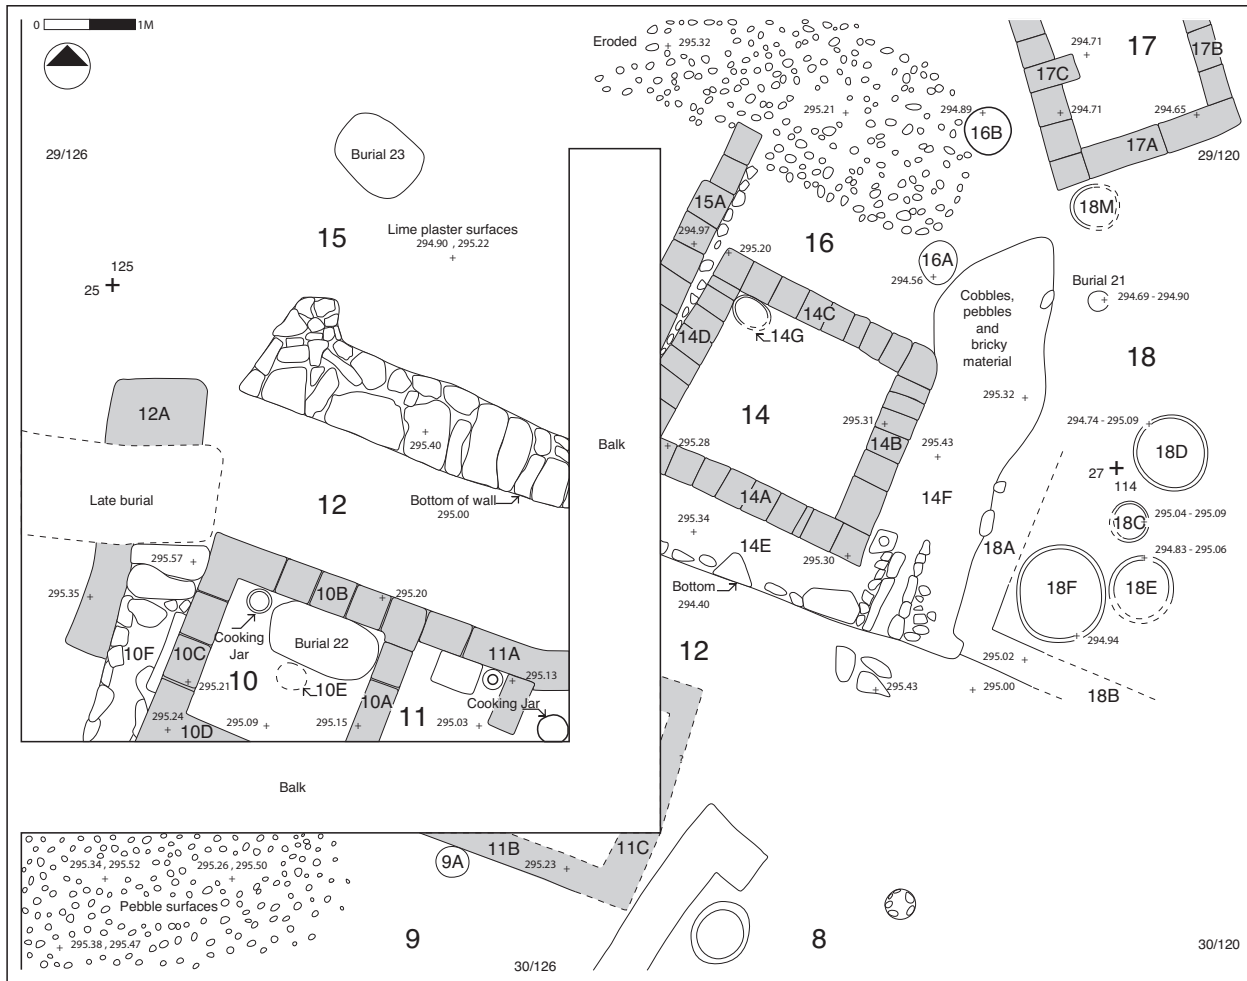 0 1M
Eroded
295.32
294.71
17
17B
17C
295.21
294.89
16B
294.71
294.65
17A
29/126
Burial 23
29/120
15A
18M
15
Lime plaster surfaces
294.90 , 295.22
294.97
295.20
16
16A
294.56
125
25
Burial 21
294.69 - 294.90
Cobbles,
pebbles
and
bricky
material
14C
14D
14G
18
12A
295.40
295.32
14
295.31
14B
295.43
294.74 - 295.09
18D
Balk
295.28
27
114
Late burial
12
Bottom of wall
295.00
14A
14F
295.34
14E
295.30
18A
18C
295.04 - 295.09
294.83 - 295.06
295.57
295.35
10B
295.20
Bottom
294.40
18F
18E
Cooking
Jar
Burial 22
294.94
10F
10C
11A
12
295.02
295.21
10
10E
10A
295.13
295.43
295.00
18B
Cooking Jar
295.24
10D
295.09
295.15
11
295.03
?
Balk
11B
11C
9A
295.23
295.34 , 295.52
295.26 , 295.50
Pebble surfaces
295.38 , 295.47
9
8
30/126
30/120